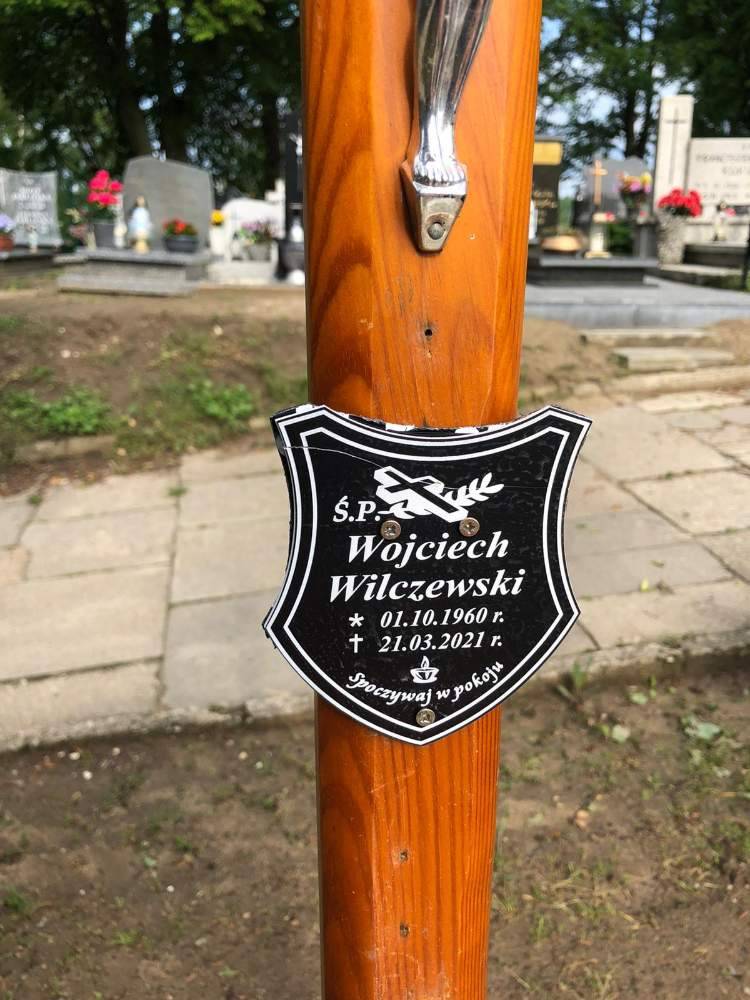 Ś.P.
Wojciech
Wilczewski
* 01.10.1960 r.
✝ 21.03.2021 r.
Spoczywaj w pokoju